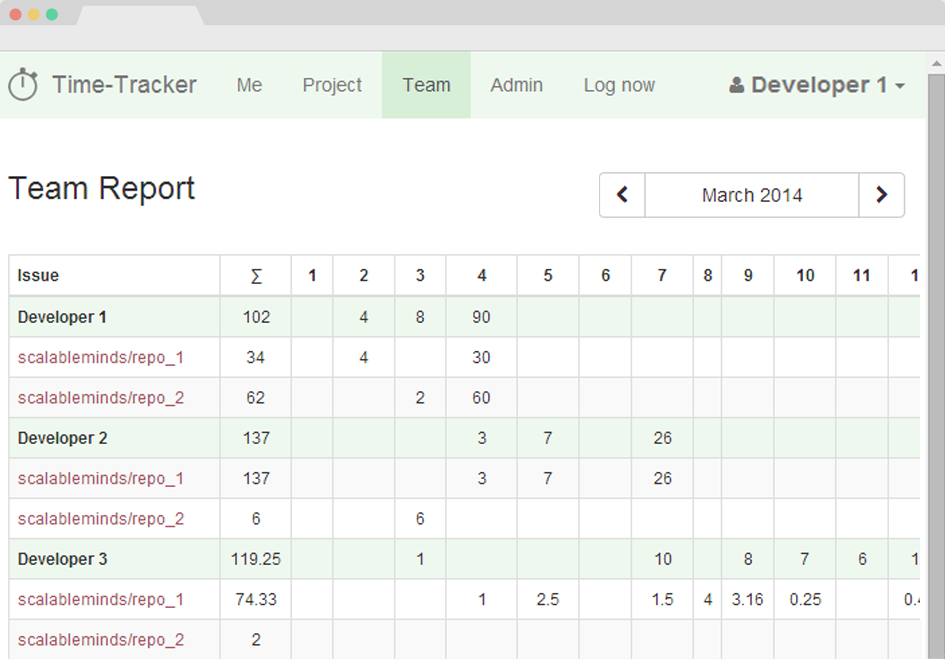 Time-Tracker Me Project Team Admin Log now Developer 1
Team Report
March 2014
Issue Σ 1 2 3 4 5 6 7 8 9 10 11 1
Developer 1 102 4 8 90
scalableminds/repo_1 34 4 30
scalableminds/repo_2 62 2 60
Developer 2 137 3 7 26
scalableminds/repo_1 137 3 7 26
scalableminds/repo_2 6 6
Developer 3 119.25 1 10 8 7 6 1
scalableminds/repo_1 74.33 1 2.5 1.5 4 3.16 0.25 0.
scalableminds/repo_2 2